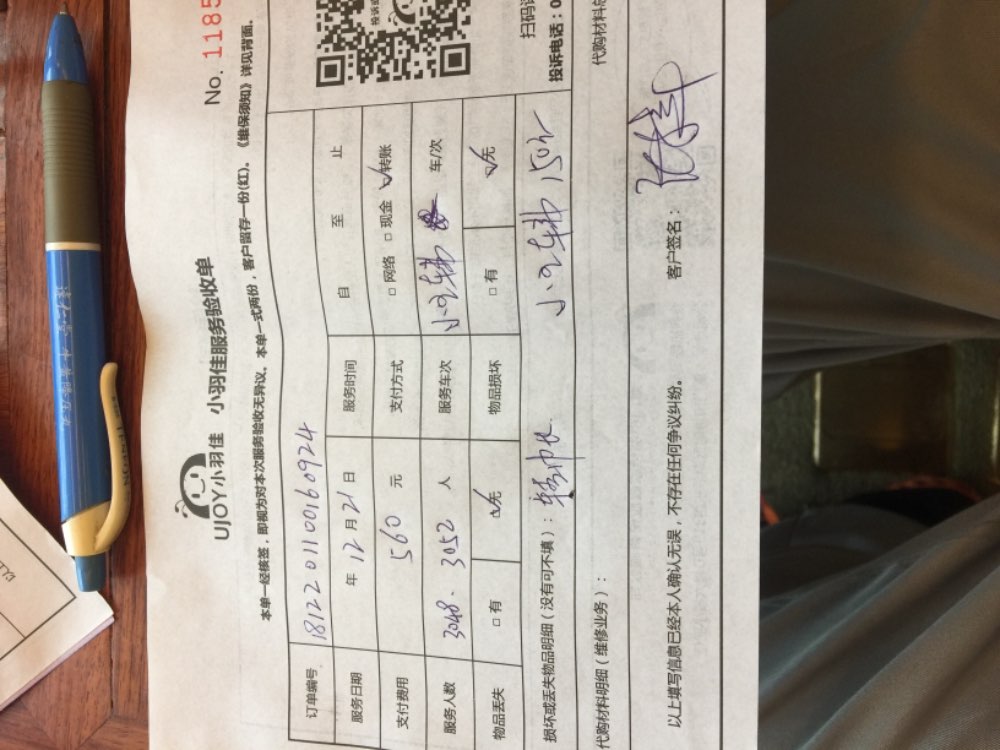 No. 1185
UJOY小羽佳 小羽佳服务验收单
本单一经核签，即视为对本次服务验收无异议。本单一式两份，客户留存一份(红)。《维保须知》详见背面。
订单编号 1812201100160924
服务日期 年 12 月 21 日 服务时间 自 至 止
支付费用 560 元 支付方式 □ 网络 □ 现金 ☑ 转账
服务人数 3048、3052 人 服务车次 车/次
物品丢失 □ 有 ☑ 无 物品损坏 □ 有 ☑ 无
损坏或丢失物品明细（没有可不填）：
代购材料明细（维修业务）： 代购材料总
以上填写信息已经本人确认无误，不存在任何争议纠纷。 客户签名：
扫码
投诉电话：0